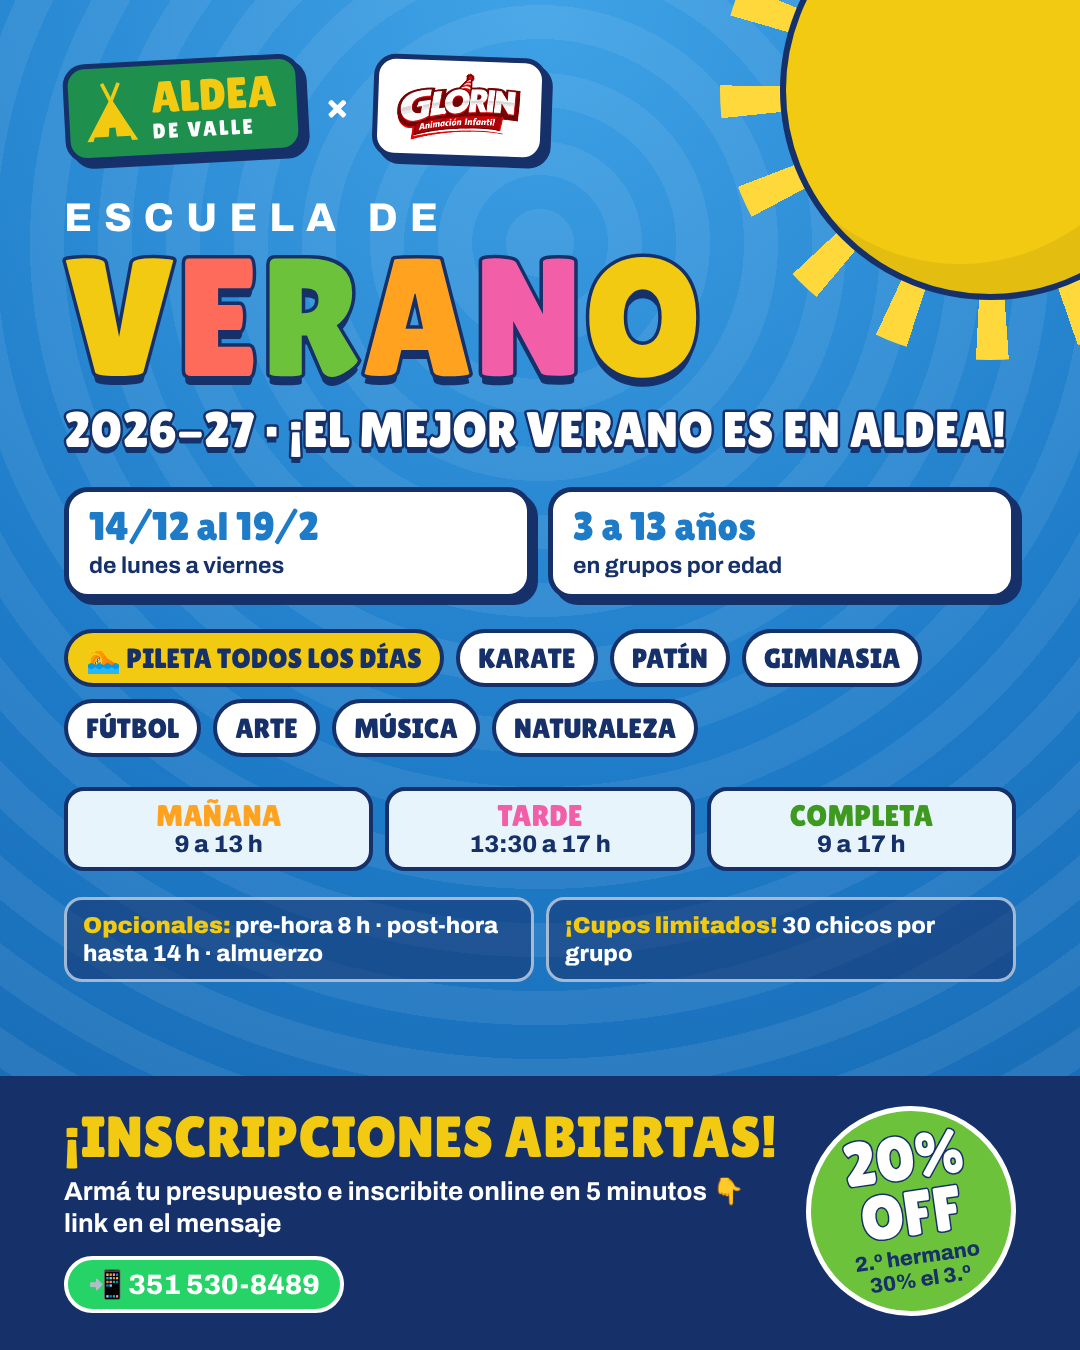 ALDEA
DE VALLE
×
GLORIN
Animación Infantil
ESCUELA DE
VERANO
2026–27 · ¡EL MEJOR VERANO ES EN ALDEA!
14/12 al 19/2
de lunes a viernes
3 a 13 años
en grupos por edad
🏊 PILETA TODOS LOS DÍAS
KARATE
PATÍN
GIMNASIA
FÚTBOL
ARTE
MÚSICA
NATURALEZA
MAÑANA
9 a 13 h
TARDE
13:30 a 17 h
COMPLETA
9 a 17 h
Opcionales: pre-hora 8 h · post-hora
hasta 14 h · almuerzo
¡Cupos limitados! 30 chicos por
grupo
¡INSCRIPCIONES ABIERTAS!
Armá tu presupuesto e inscribite online en 5 minutos 👇
link en el mensaje
📲 351 530-8489
20%
OFF
2.º hermano
30% el 3.º